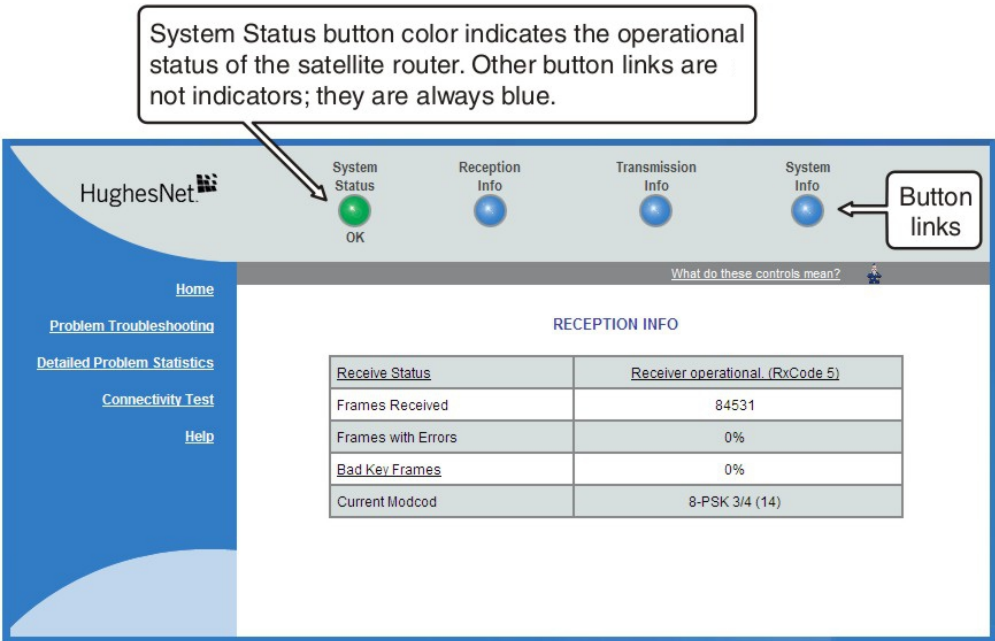 System Status button color indicates the operational
status of the satellite router. Other button links are
not indicators; they are always blue.
HughesNet.
System
Status
OK
Reception
Info
Transmission
Info
System
Info
Button
links
What do these controls mean?
Home
Problem Troubleshooting
Detailed Problem Statistics
Connectivity Test
Help
RECEPTION INFO
Receive Status Receiver operational. (RxCode 5)
Frames Received 84531
Frames with Errors 0%
Bad Key Frames 0%
Current Modcod 8-PSK 3/4 (14)